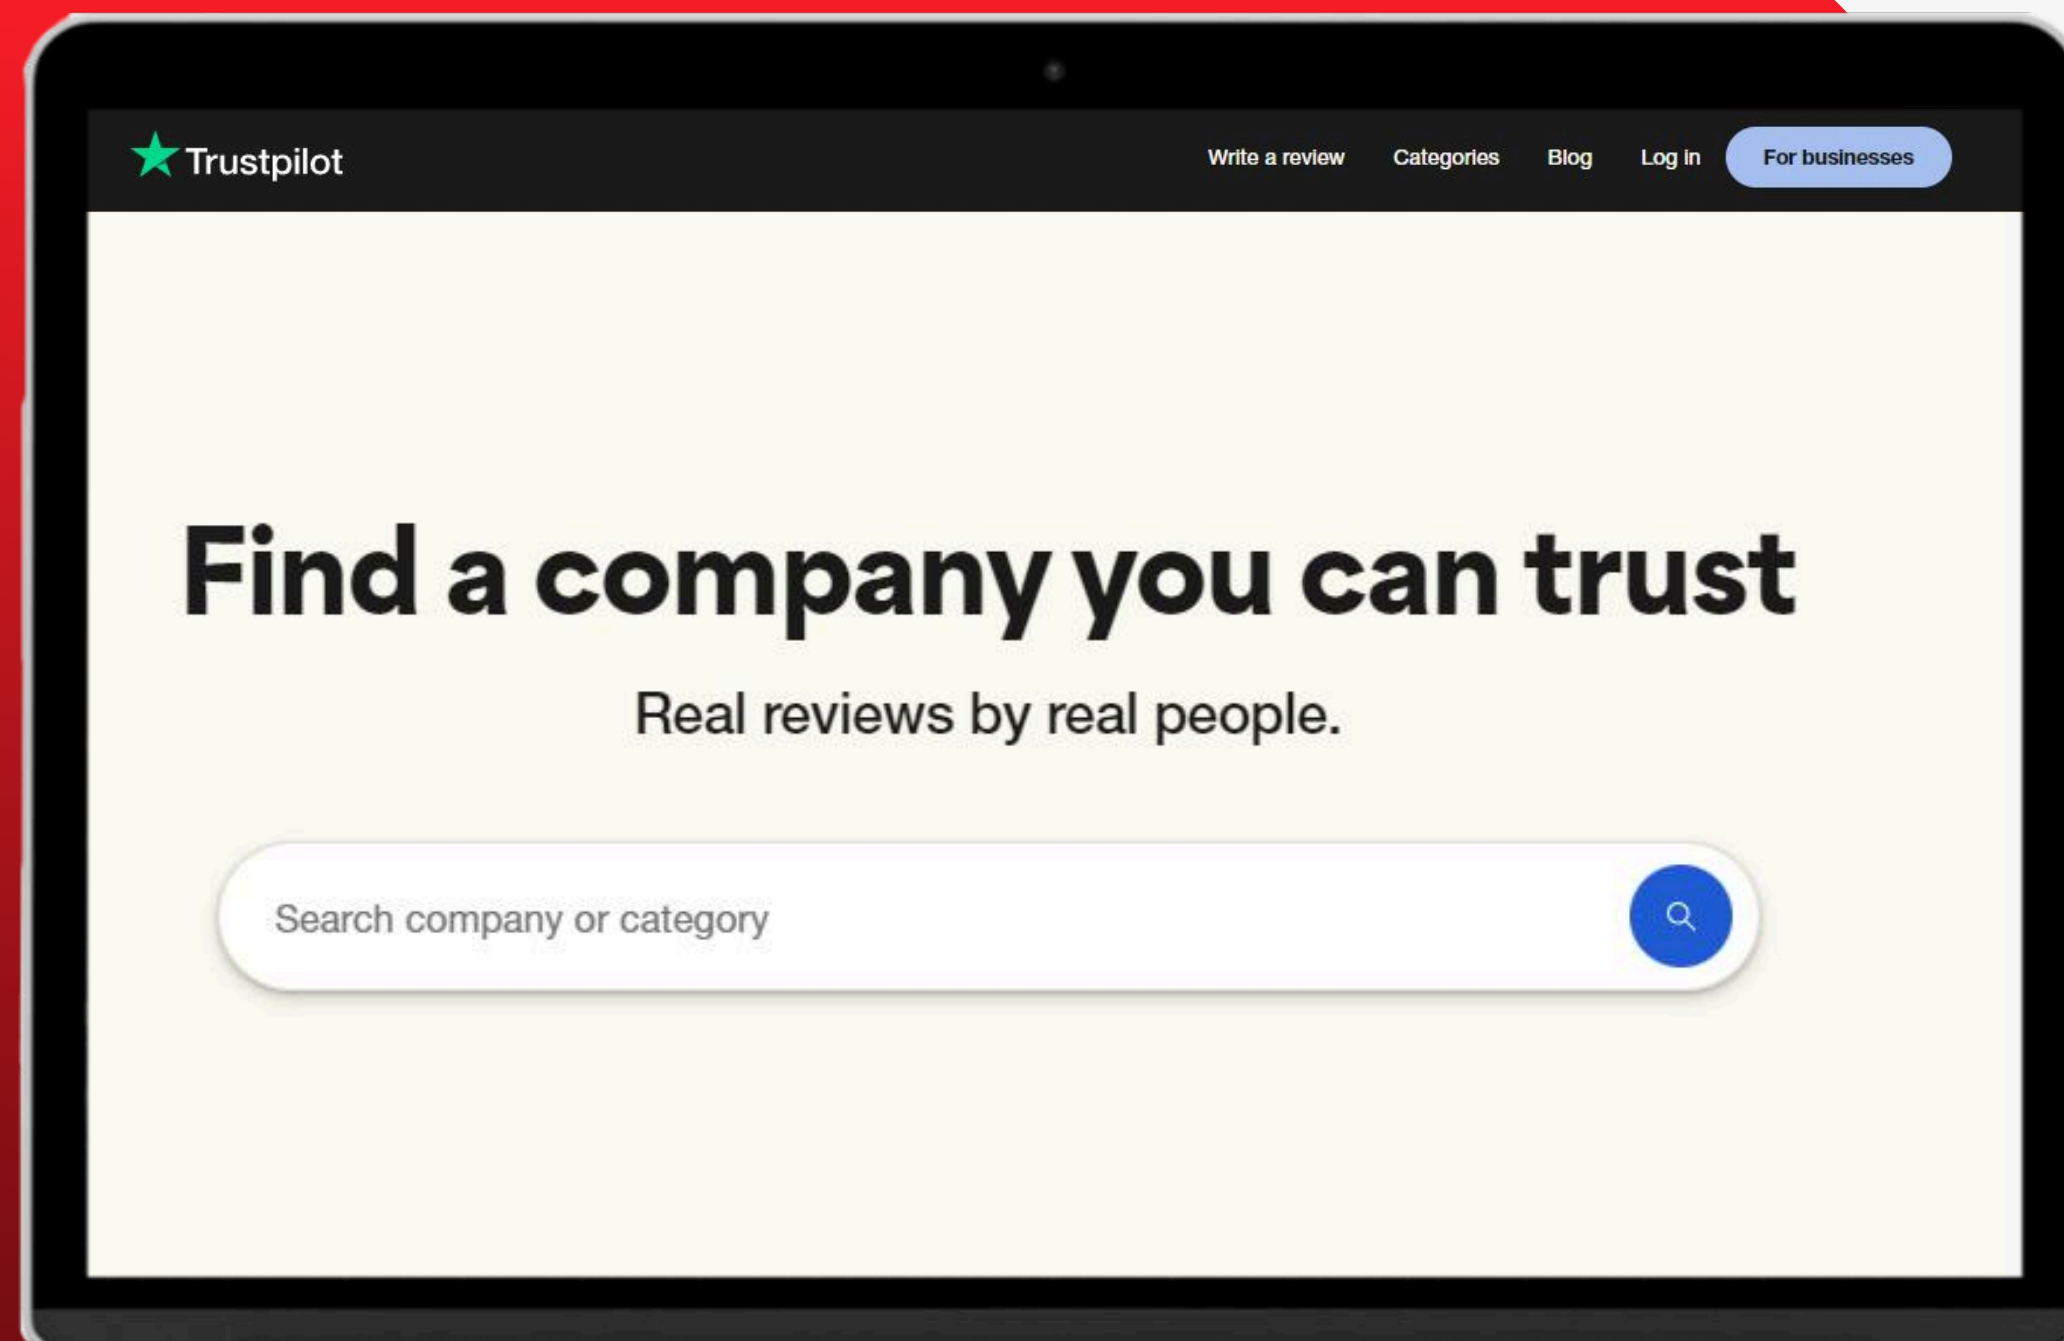 Trustpilot
Write a review Categories Blog Log in For businesses
Find a company you can trust
Real reviews by real people.
Search company or category